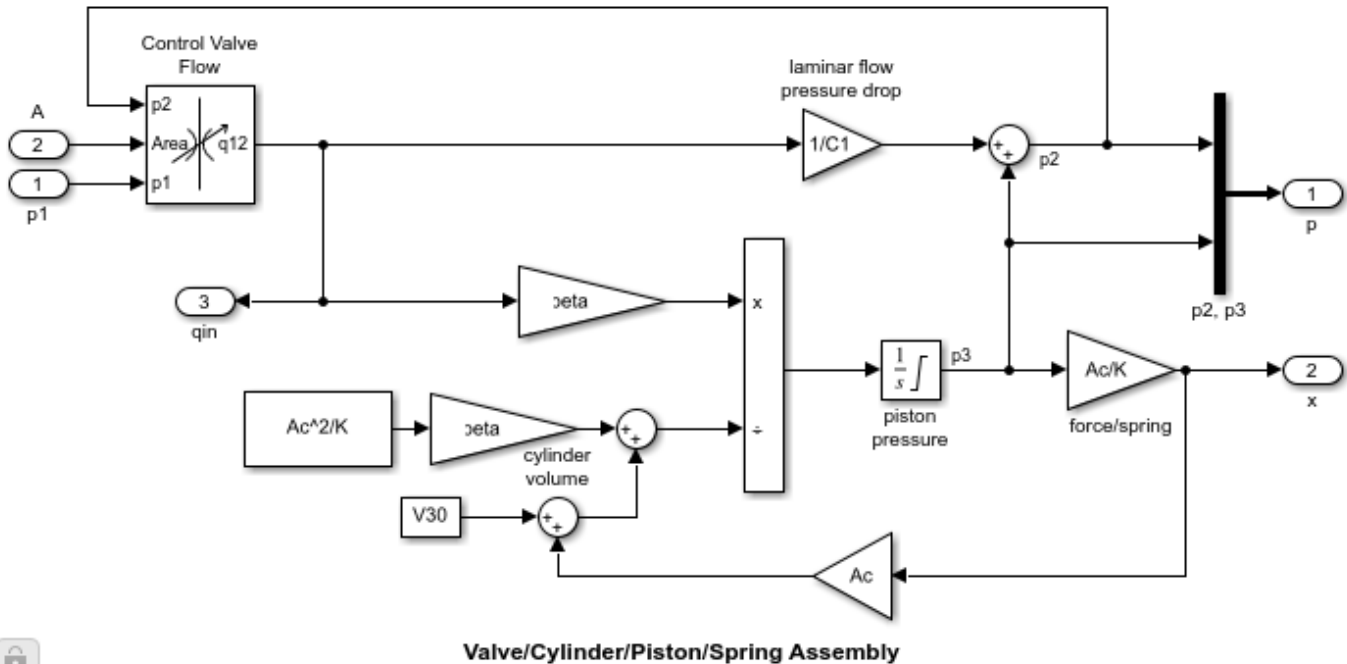 Control Valve
Flow
laminar flow
pressure drop
A
2
1
p1
p2
Area
p1
q12
1/C1
+
+
p2
1
p
p2, p3
3
qin
x
÷
1
s
p3
piston
pressure
Ac/K
force/spring
2
x
Ac^2/K
+
+
cylinder
volume
V30
+
+
Ac
Valve/Cylinder/Piston/Spring Assembly